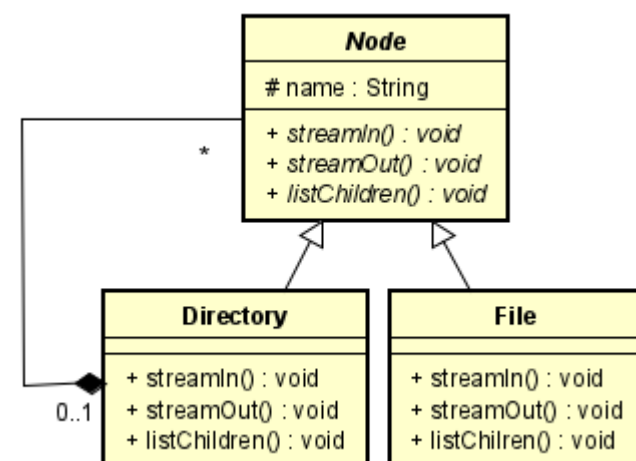 Node
# name : String
+ streamIn() : void
+ streamOut() : void
+ listChildren() : void
*
Directory
+ streamIn() : void
+ streamOut() : void
+ listChildren() : void
0..1
File
+ streamIn() : void
+ streamOut() : void
+ listChilren() : void